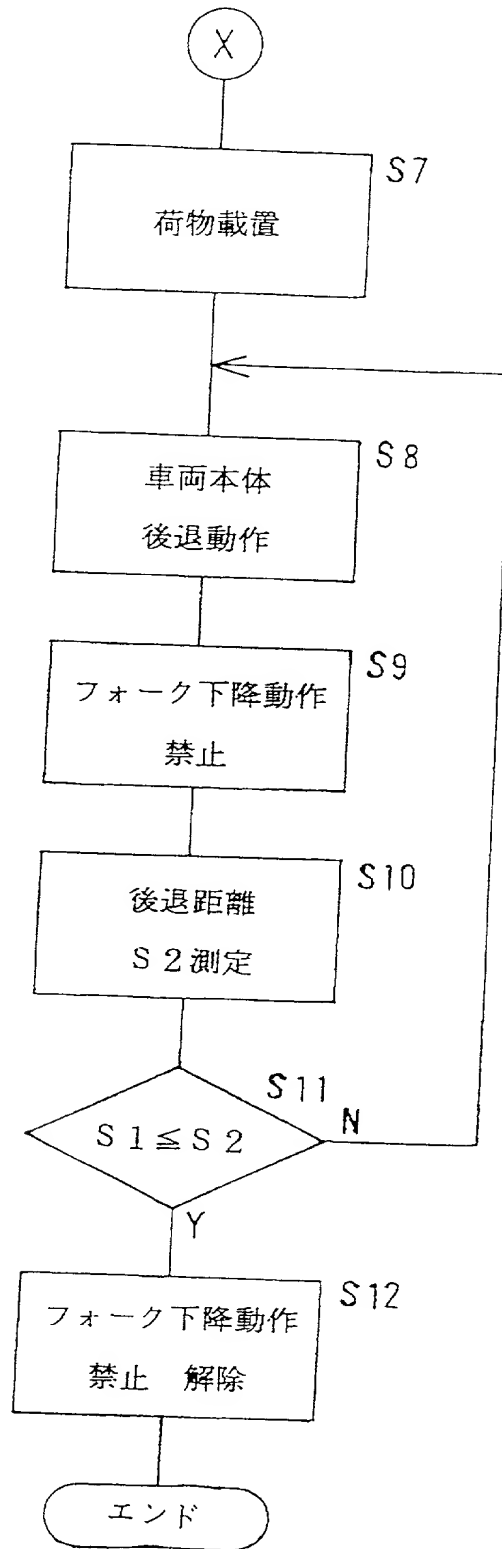 X
S7
荷物載置
S8
車両本体
後退動作
S9
フォーク下降動作
禁止
S10
後退距離
S2測定
S11
S1≦S2
N
Y
S12
フォーク下降動作
禁止 解除
エンド